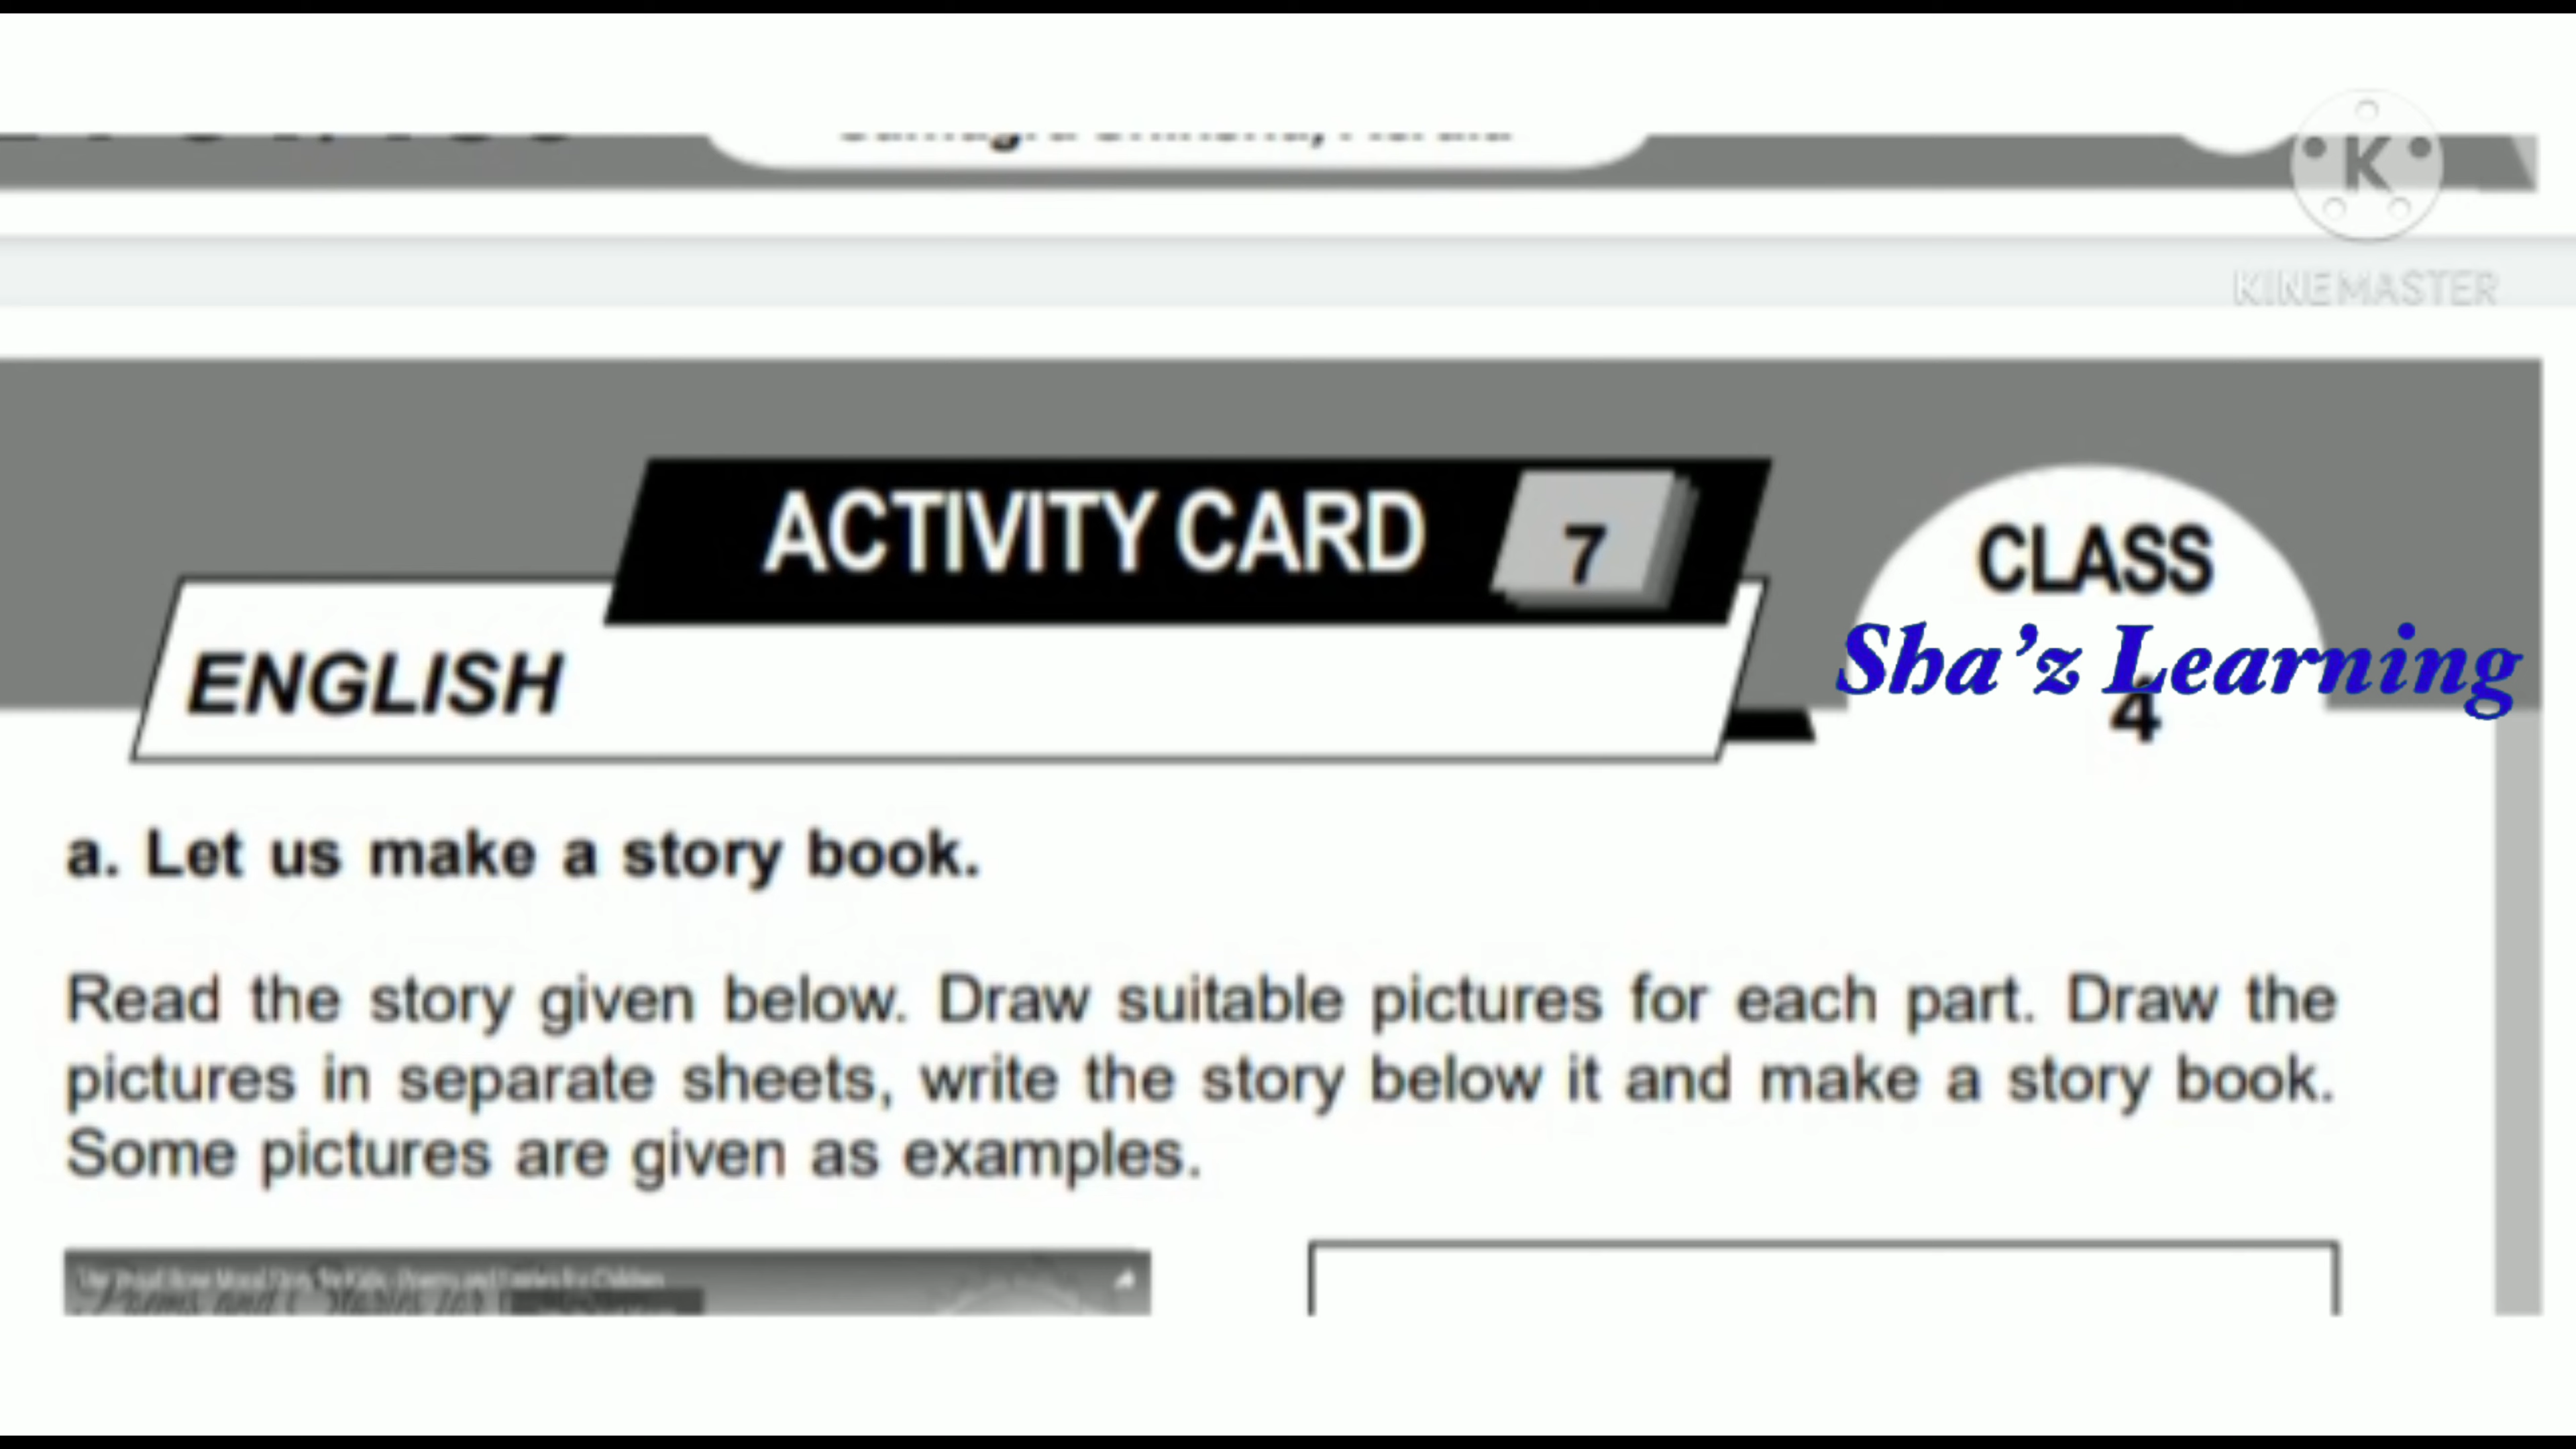 K
KINEMASTER
ACTIVITY CARD 7
CLASS
Sha'z Learning
4
ENGLISH
a. Let us make a story book.
Read the story given below. Draw suitable pictures for each part. Draw the
pictures in separate sheets, write the story below it and make a story book.
Some pictures are given as examples.